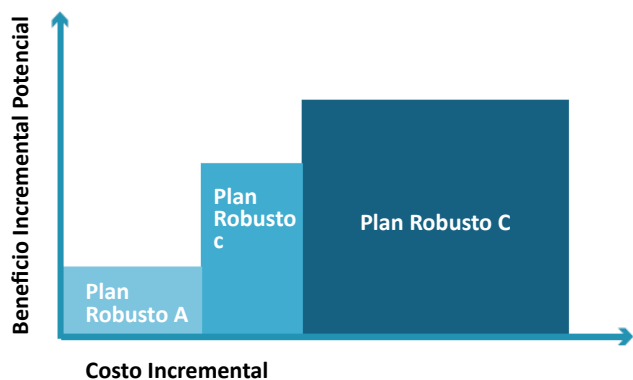 Beneficio Incremental Potencial
Plan
Robusto A
Plan
Robusto
c
Plan Robusto C
Costo Incremental